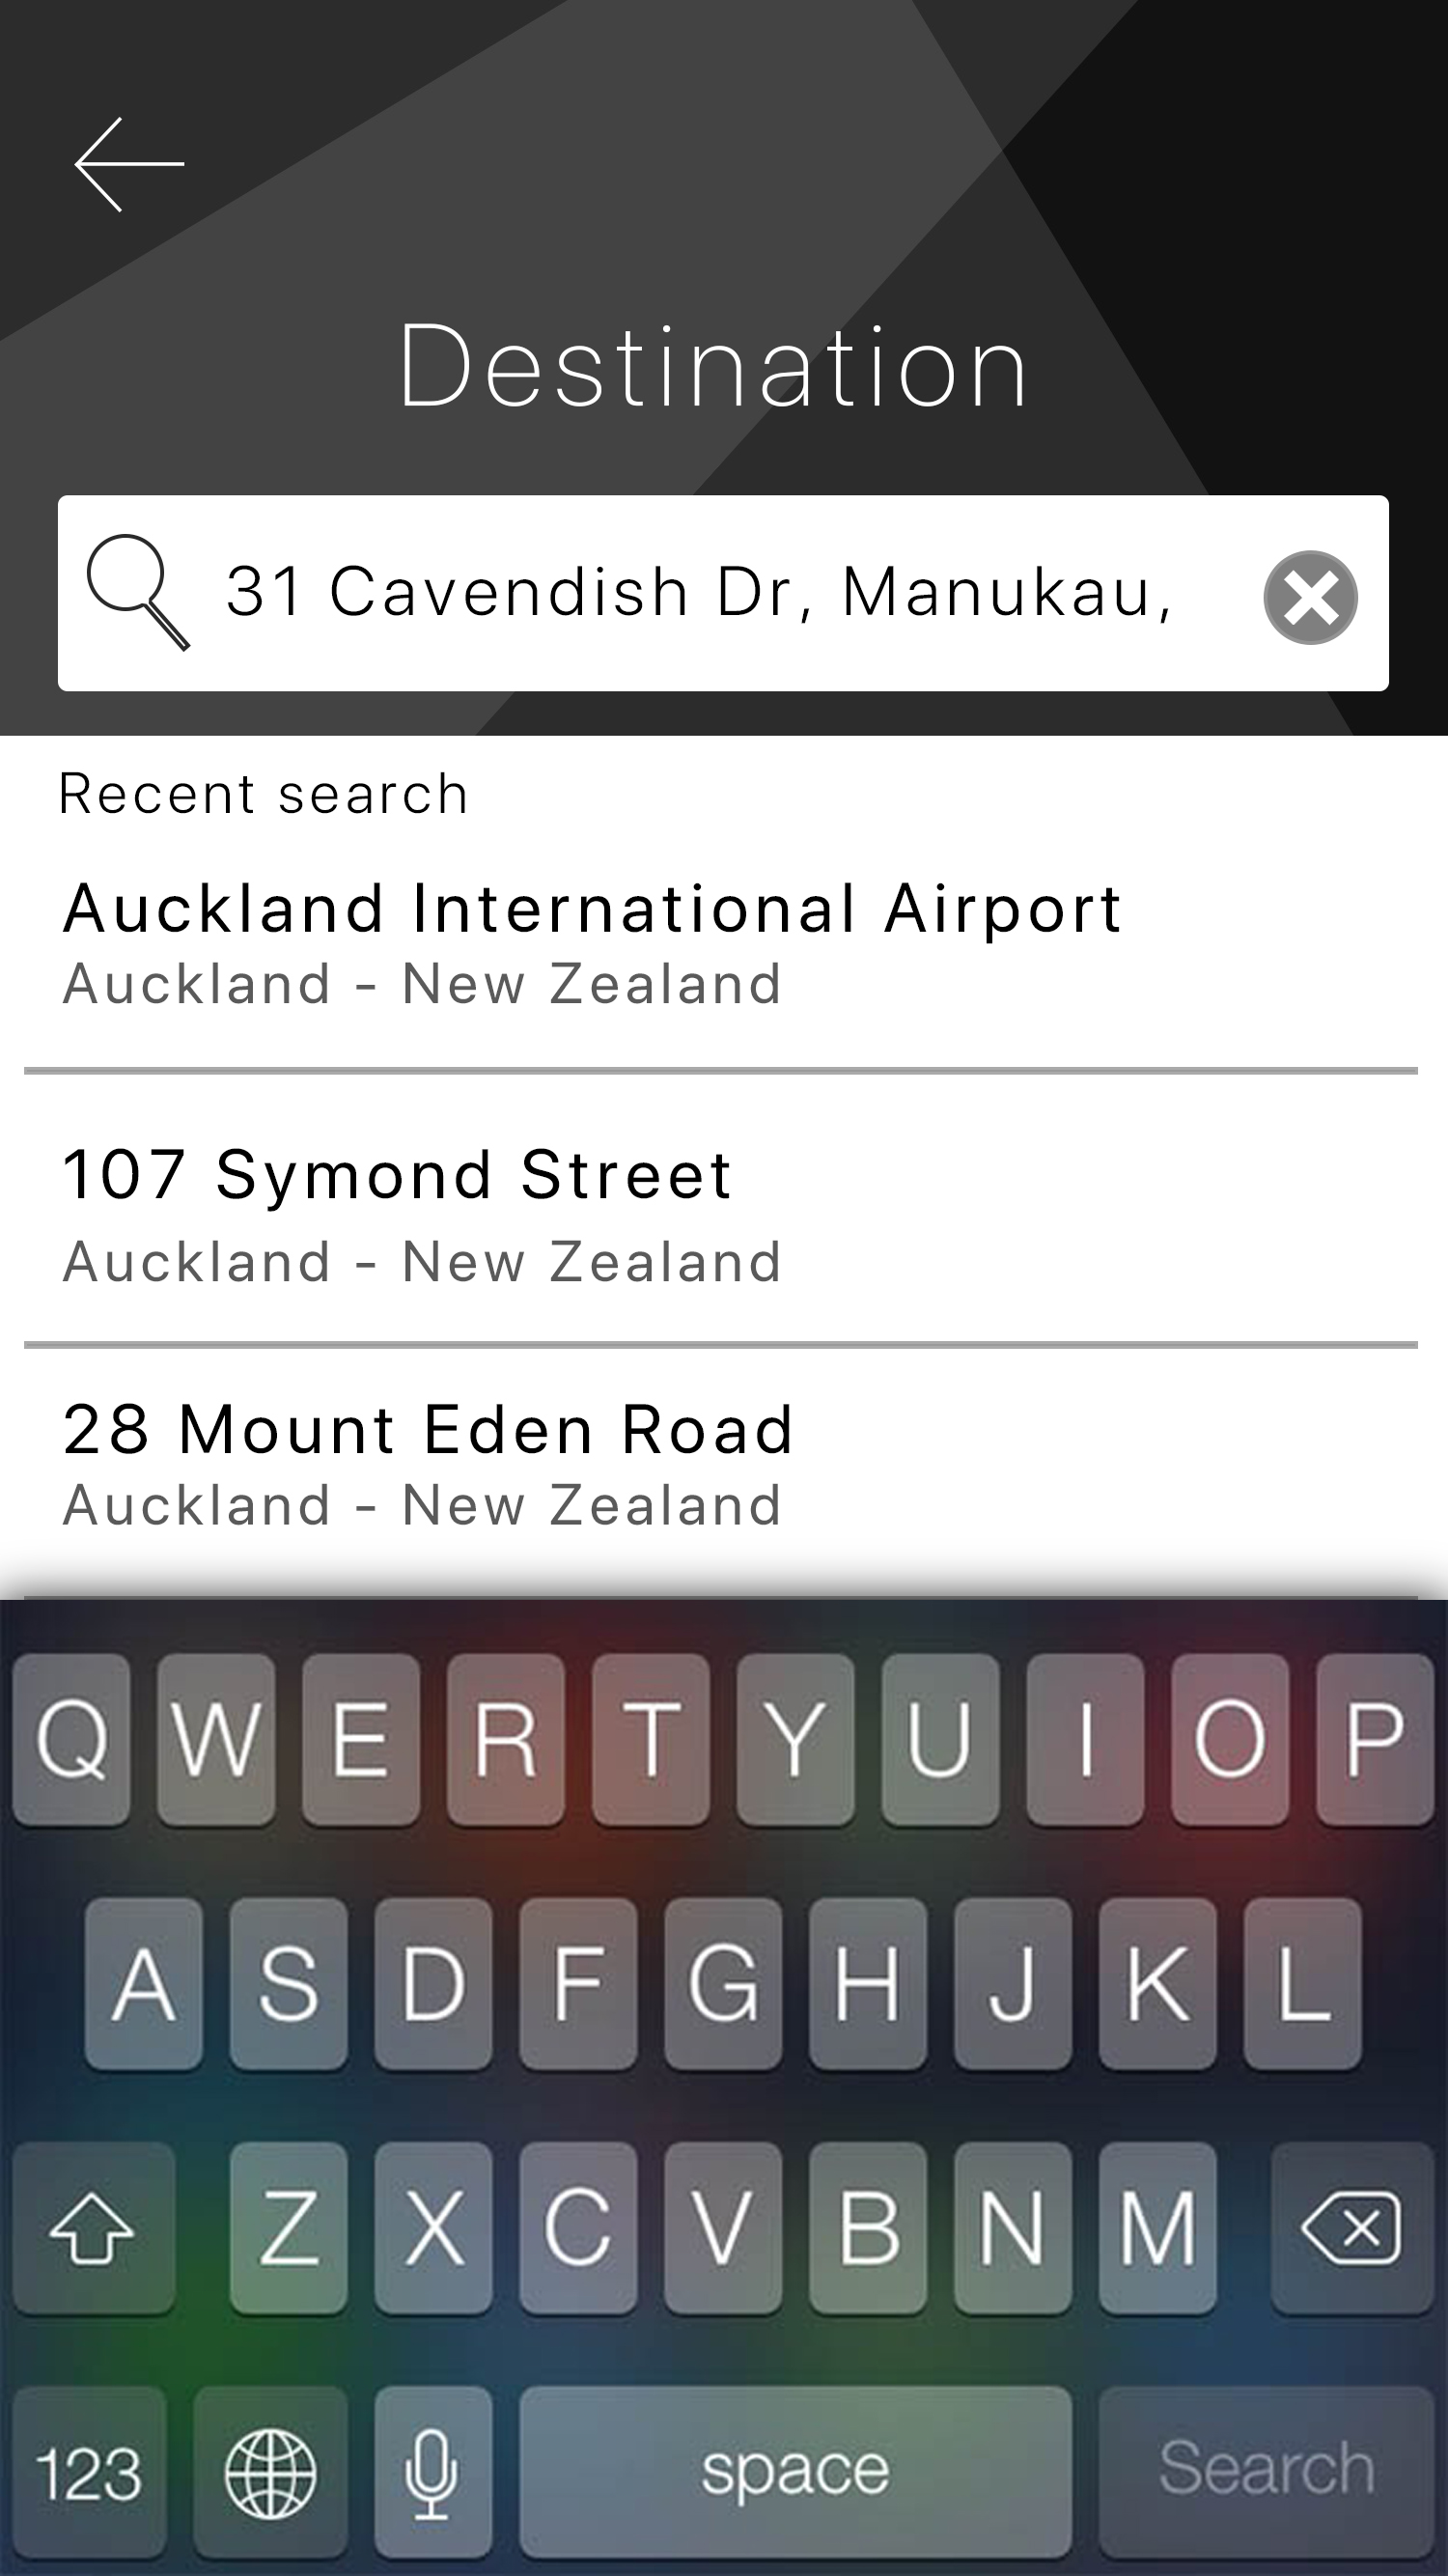 Destination
31 Cavendish Dr, Manukau,
Recent search
Auckland International Airport
Auckland - New Zealand
107 Symond Street
Auckland - New Zealand
28 Mount Eden Road
Auckland - New Zealand
Q W E R T Y U I O P
A S D F G H J K L
Z X C V B N M
123 space Search